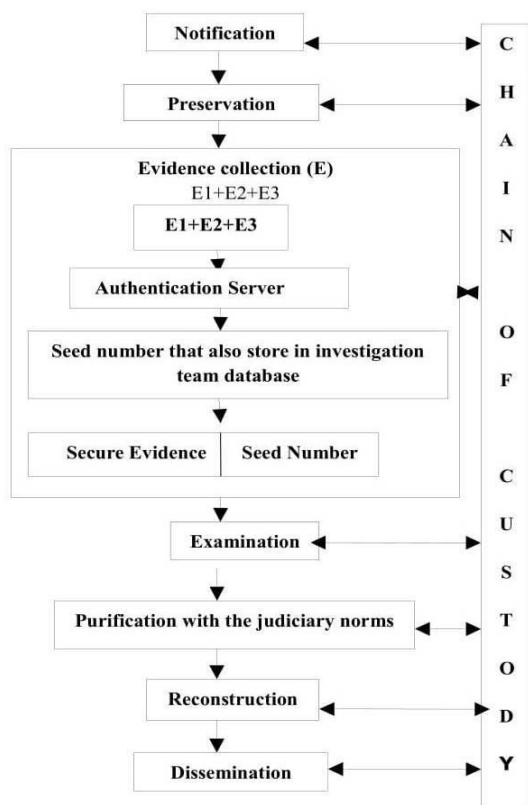 Notification
Preservation
Evidence collection (E)
E1+E2+E3
E1+E2+E3
Authentication Server
Seed number that also store in investigation
team database
Secure Evidence
Seed Number
Examination
Purification with the judiciary norms
Reconstruction
Dissemination
C
H
A
I
N
O
F
C
U
S
T
O
D
Y